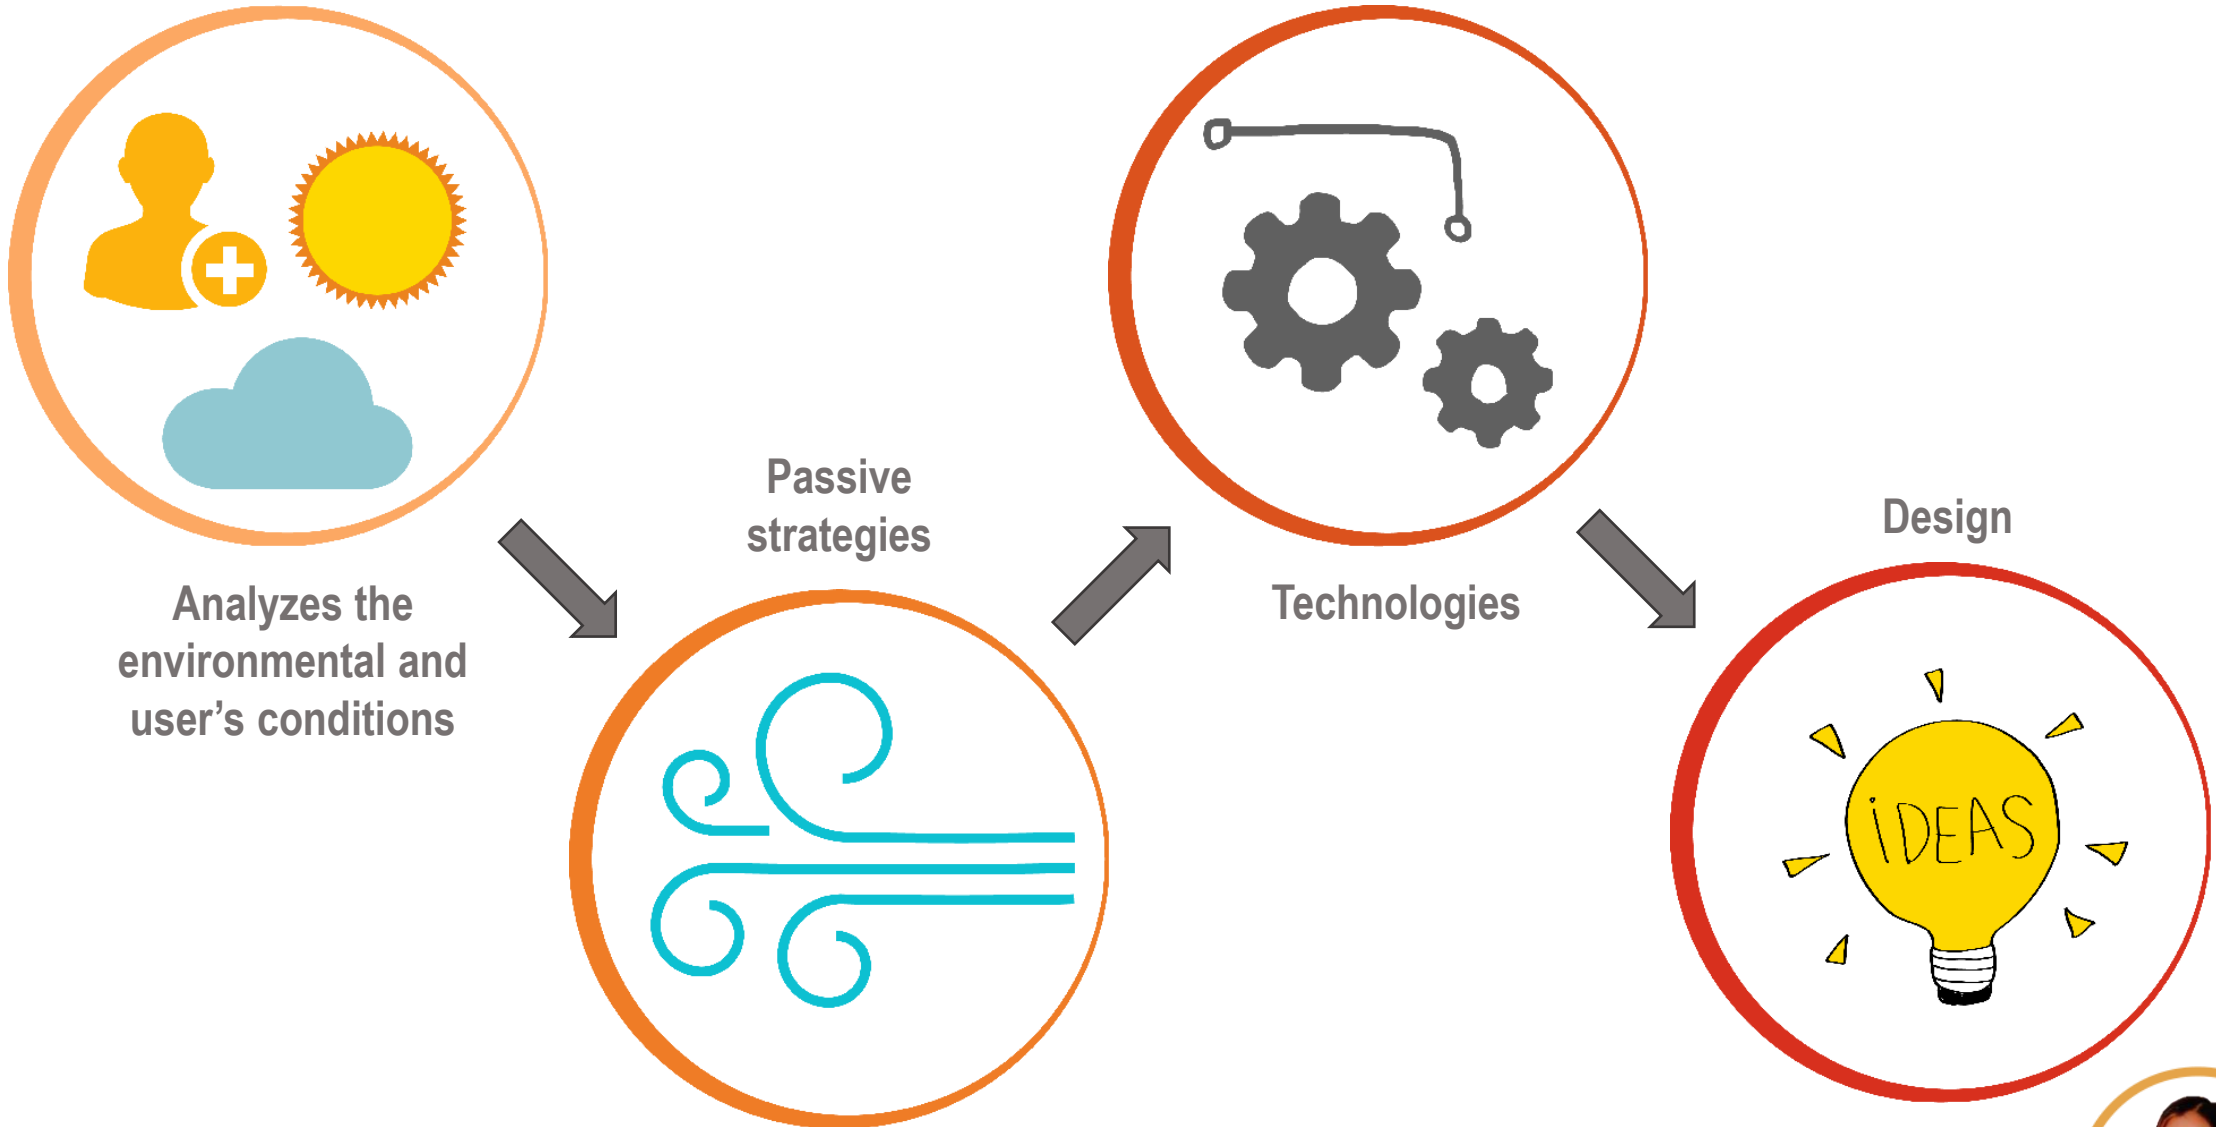 Analyzes the
environmental and
user’s conditions
Passive
strategies
Technologies
Design
iDEAS